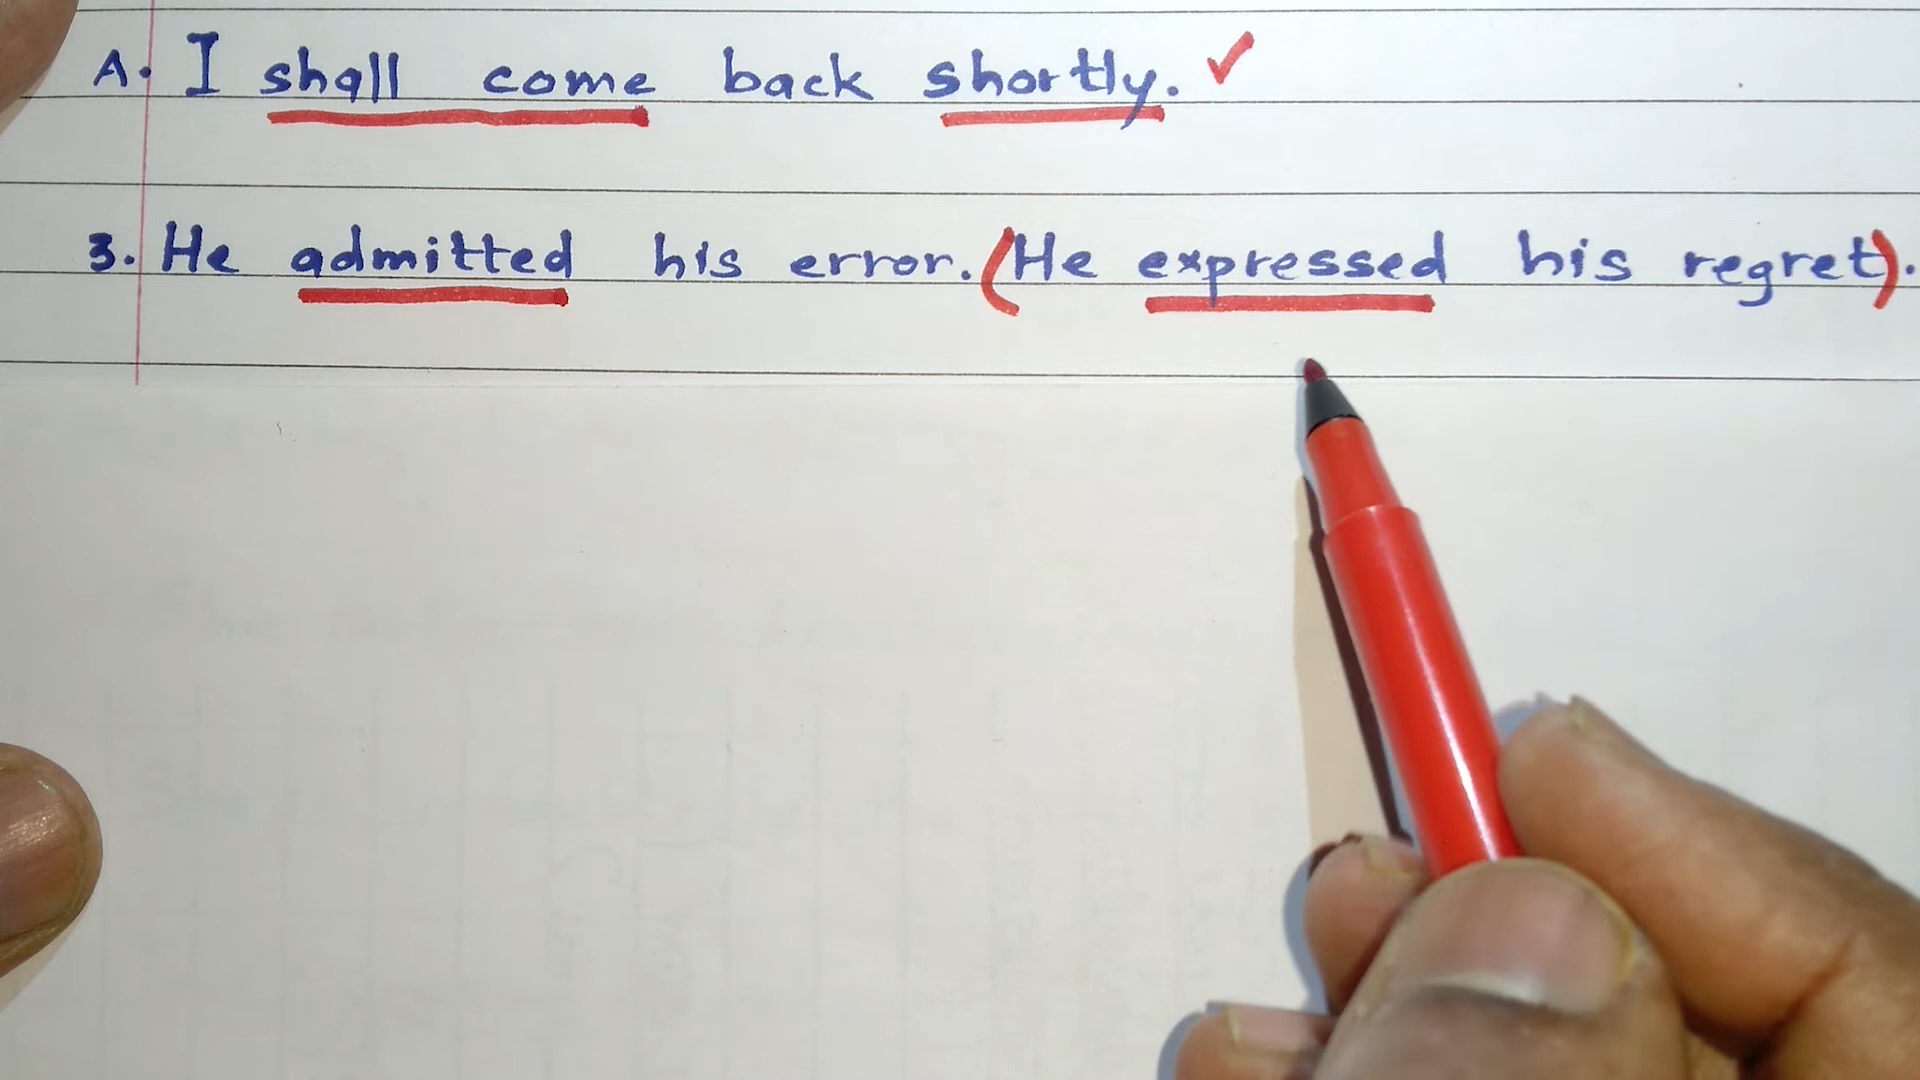 A. I shall come back shortly.
3. He admitted his error. (He expressed his regret).